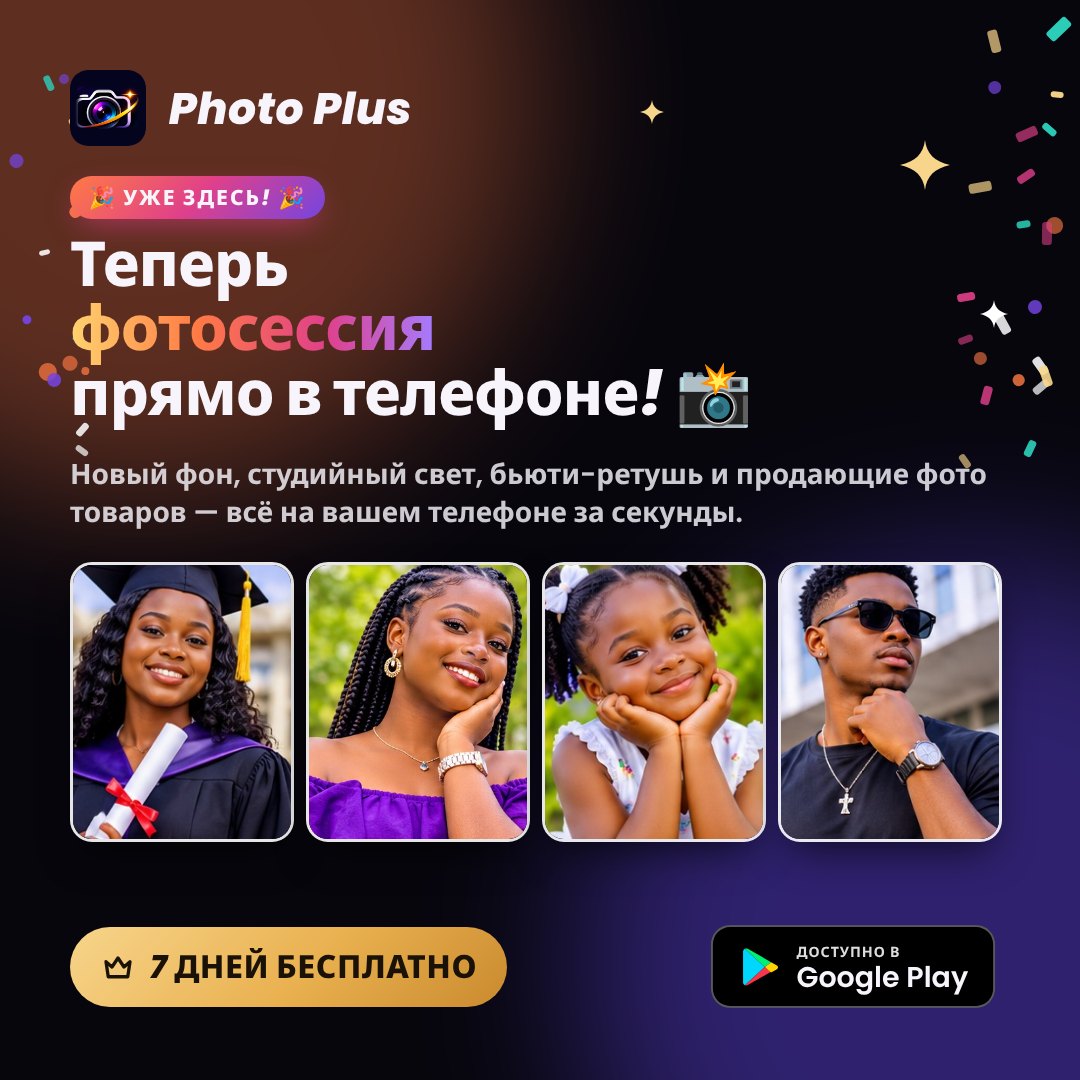 Photo Plus
🎉 УЖЕ ЗДЕСЬ! 🎉
Теперь
фотосессия
прямо в телефоне! 📸
Новый фон, студийный свет, бьюти-ретушь и продающие фото
товаров — всё на вашем телефоне за секунды.
7 ДНЕЙ БЕСПЛАТНО
ДОСТУПНО В
Google Play